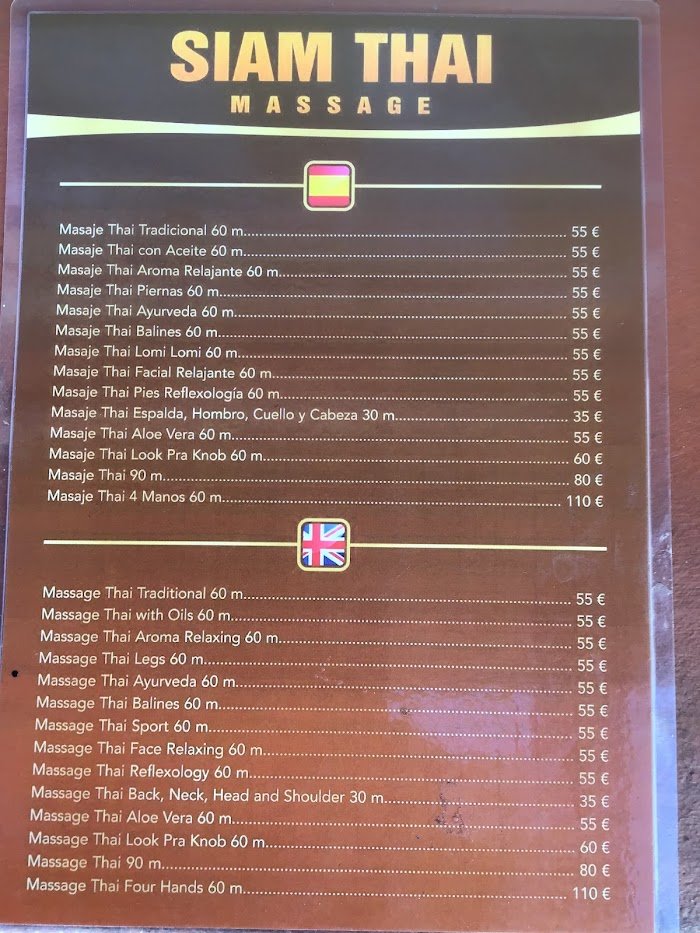 SIAM THAI
MASSAGE
Masaje Thai Tradicional 60 m. 55 €
Masaje Thai con Aceite 60 m. 55 €
Masaje Thai Aroma Relajante 60 m. 55 €
Masaje Thai Piernas 60 m. 55 €
Masaje Thai Ayurveda 60 m. 55 €
Masaje Thai Balines 60 m. 55 €
Masaje Thai Lomi Lomi 60 m. 55 €
Masaje Thai Facial Relajante 60 m. 55 €
Masaje Thai Pies Reflexología 60 m. 55 €
Masaje Thai Espalda, Hombro, Cuello y Cabeza 30 m. 35 €
Masaje Thai Aloe Vera 60 m. 55 €
Masaje Thai Look Pra Knob 60 m. 60 €
Masaje Thai 90 m. 80 €
Masaje Thai 4 Manos 60 m. 110 €
Massage Thai Traditional 60 m. 55 €
Massage Thai with Oils 60 m. 55 €
Massage Thai Aroma Relaxing 60 m. 55 €
Massage Thai Legs 60 m. 55 €
Massage Thai Ayurveda 60 m. 55 €
Massage Thai Balines 60 m. 55 €
Massage Thai Sport 60 m. 55 €
Massage Thai Face Relaxing 60 m. 55 €
Massage Thai Reflexology 60 m. 55 €
Massage Thai Back, Neck, Head and Shoulder 30 m. 35 €
Massage Thai Aloe Vera 60 m. 55 €
Massage Thai Look Pra Knob 60 m. 60 €
Massage Thai 90 m. 80 €
Massage Thai Four Hands 60 m. 110 €